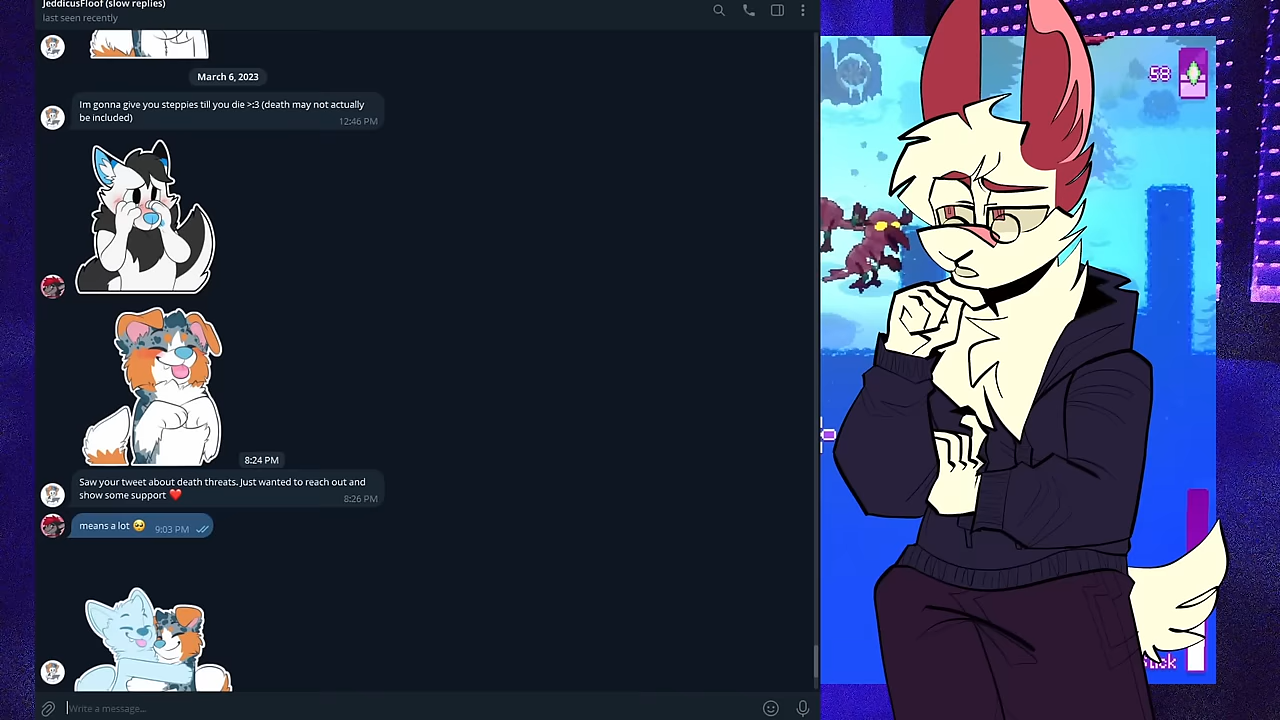 JeddicusFloof (slow replies)
last seen recently
March 6, 2023
Im gonna give you steppies till you die >:3 (death may not actually
be included)
12:46 PM
8:24 PM
Saw your tweet about death threats. Just wanted to reach out and
show some support ❤️
8:26 PM
means a lot 🥺 9:03 PM
Write a message...
58